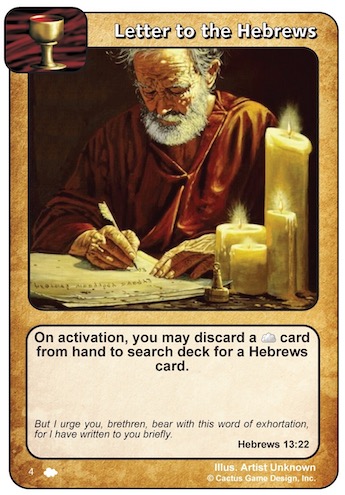 Letter to the Hebrews
On activation, you may discard a card
from hand to search deck for a Hebrews
card.
But I urge you, brethren, bear with this word of exhortation,
for I have written to you briefly.
Hebrews 13:22
4
Illus. Artist Unknown
© Cactus Game Design, Inc.